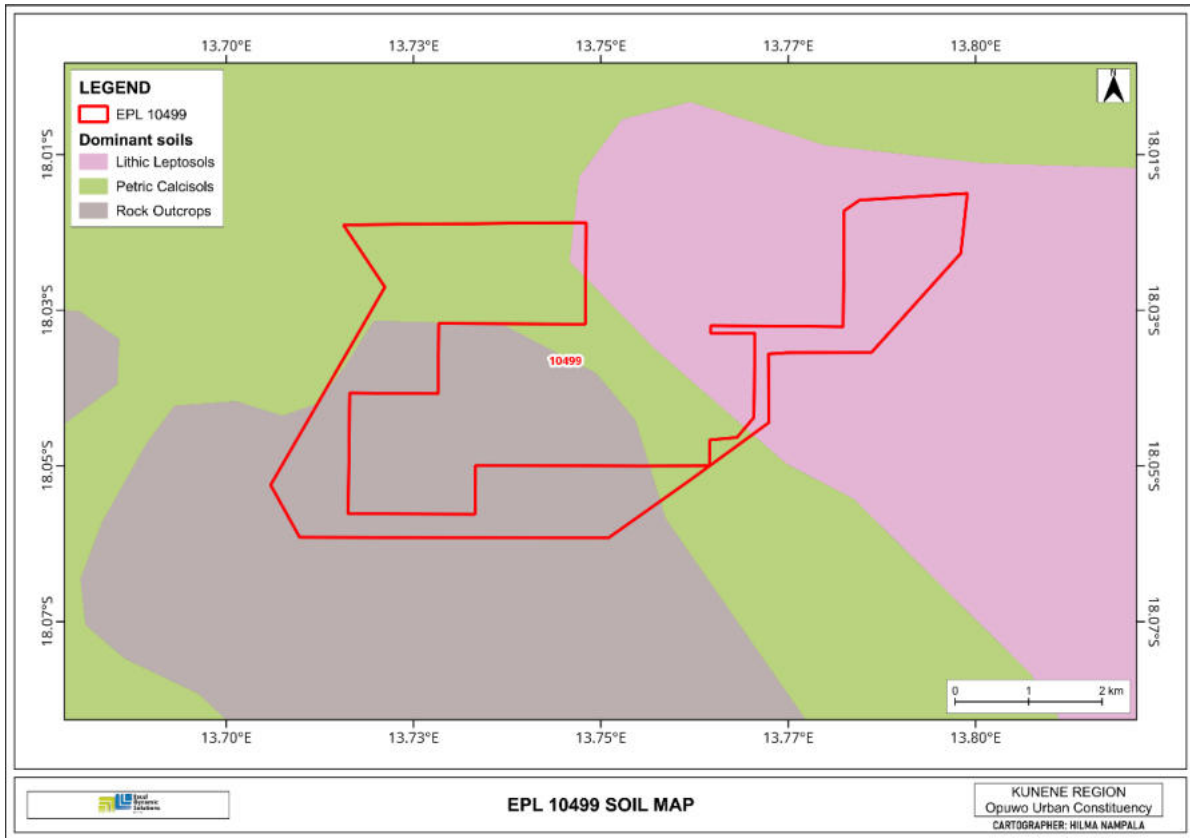 13.70°E 13.73°E 13.75°E 13.77°E 13.80°E
LEGEND
EPL 10499
Dominant soils
Lithic Leptosols
Petric Calcisols
Rock Outcrops
N
18.01°S 18.01°S
18.03°S 18.03°S
10499
18.05°S 18.05°S
18.07°S 18.07°S
0 1 2 km
13.70°E 13.73°E 13.75°E 13.77°E 13.80°E
Excel
Dynamic
Solutions
EPL 10499 SOIL MAP
KUNENE REGION
Opuwo Urban Constituency
CARTOGRAPHER: HILMA NAMPALA